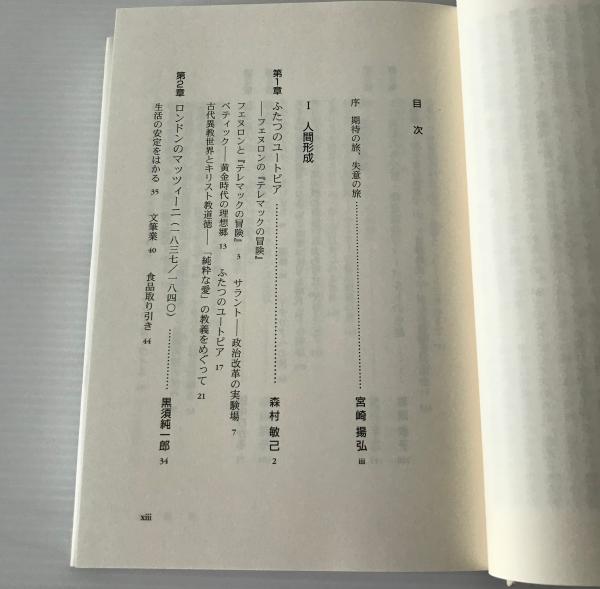 目次
序　期待の旅、失意の旅……………………宮崎 揚弘 iii
I　人間形成
第1章　ふたつのユートピア……………………森村 敏己 2
——フェヌロンの『テレマックの冒険』
フェヌロンと『テレマックの冒険』 3　サラント——政治改革の実験場 7
ベティック——黄金時代の理想郷 13　ふたつのユートピア 17
古代異教世界とキリスト教道徳——「純粋な愛」の教義をめぐって 21
第2章　ロンドンのマッツィーニ(一八三七／一八四〇)…………黒須純一郎 34
生活の安定をはかる 35　文筆業 40　食品取り引き 44
xiii